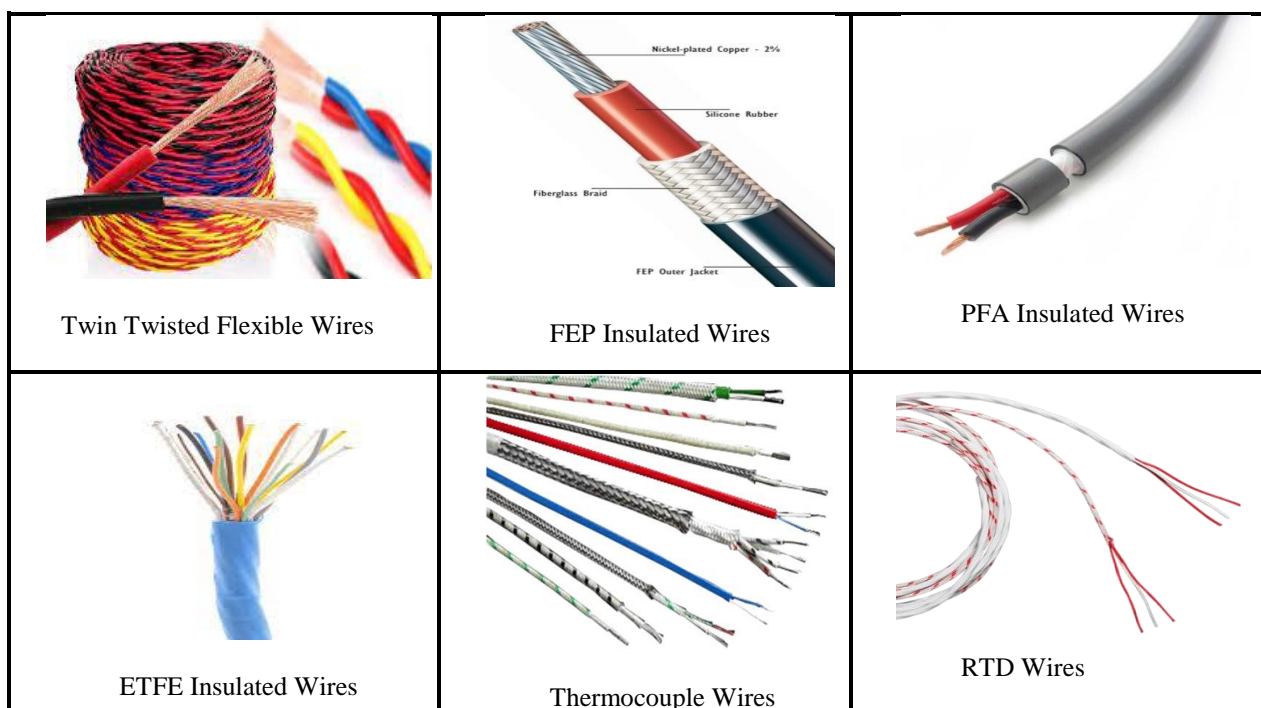 Nickel-plated Copper - 2%
Silicone Rubber
Fiberglass Braid
FEP Outer Jacket
Twin Twisted Flexible Wires
FEP Insulated Wires
PFA Insulated Wires
ETFE Insulated Wires
Thermocouple Wires
RTD Wires